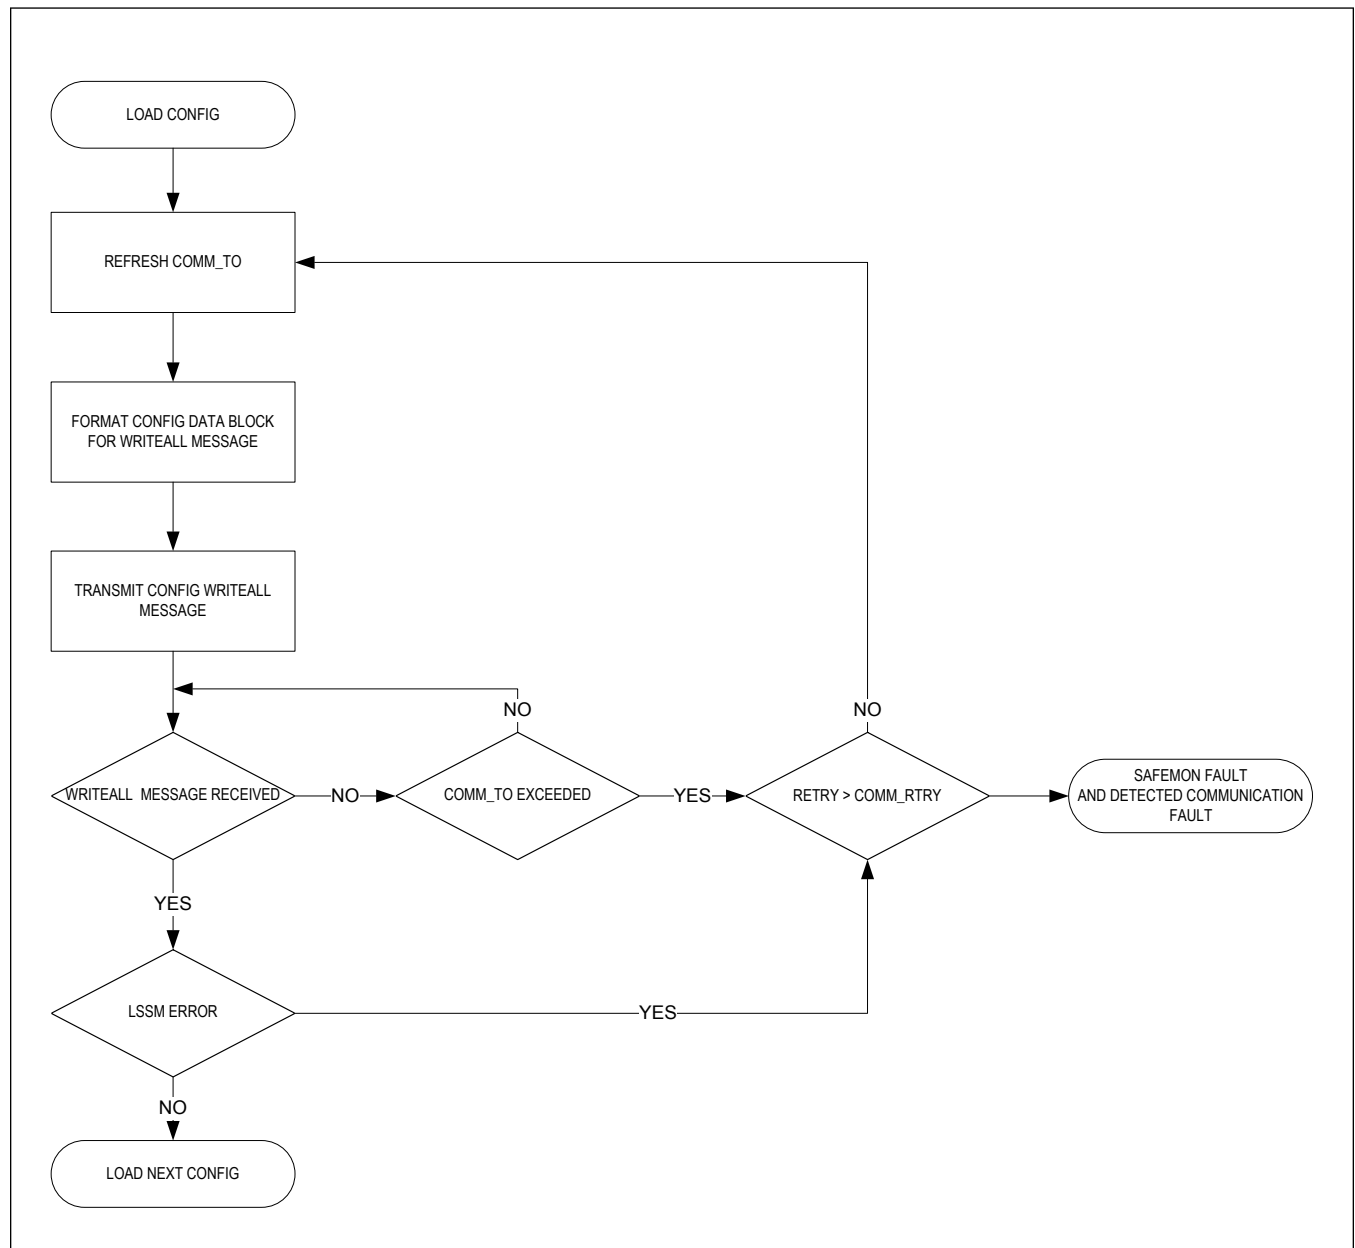 LOAD CONFIG
REFRESH COMM_TO
FORMAT CONFIG DATA BLOCK
FOR WRITEALL MESSAGE
TRANSMIT CONFIG WRITEALL
MESSAGE
NO
NO
WRITEALL MESSAGE RECEIVED
NO
COMM_TO EXCEEDED
YES
RETRY > COMM_RTRY
SAFEMON FAULT
AND DETECTED COMMUNICATION
FAULT
YES
LSSM ERROR
YES
NO
LOAD NEXT CONFIG